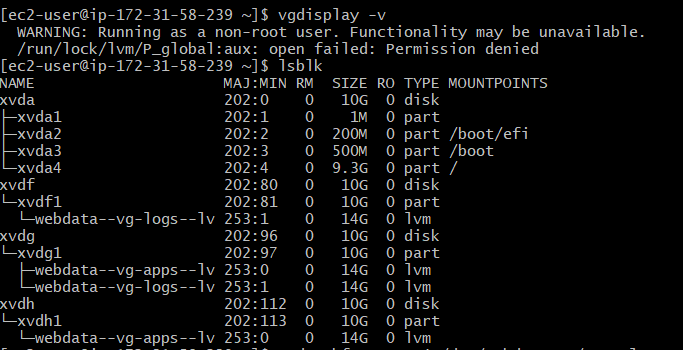 [ec2-user@ip-172-31-58-239 ~]$ vgdisplay -v
  WARNING: Running as a non-root user. Functionality may be unavailable.
  /run/lock/lvm/P_global:aux: open failed: Permission denied
[ec2-user@ip-172-31-58-239 ~]$ lsblk
NAME                      MAJ:MIN RM  SIZE RO TYPE MOUNTPOINTS
xvda                      202:0    0   10G  0 disk
├─xvda1                   202:1    0    1M  0 part
├─xvda2                   202:2    0  200M  0 part /boot/efi
├─xvda3                   202:3    0  500M  0 part /boot
└─xvda4                   202:4    0  9.3G  0 part /
xvdf                      202:80   0   10G  0 disk
└─xvdf1                   202:81   0   10G  0 part
  └─webdata--vg-logs--lv 253:1    0   14G  0 lvm
xvdg                      202:96   0   10G  0 disk
└─xvdg1                   202:97   0   10G  0 part
  ├─webdata--vg-apps--lv 253:0    0   14G  0 lvm
  └─webdata--vg-logs--lv 253:1    0   14G  0 lvm
xvdh                      202:112  0   10G  0 disk
└─xvdh1                   202:113  0   10G  0 part
  └─webdata--vg-apps--lv 253:0    0   14G  0 lvm